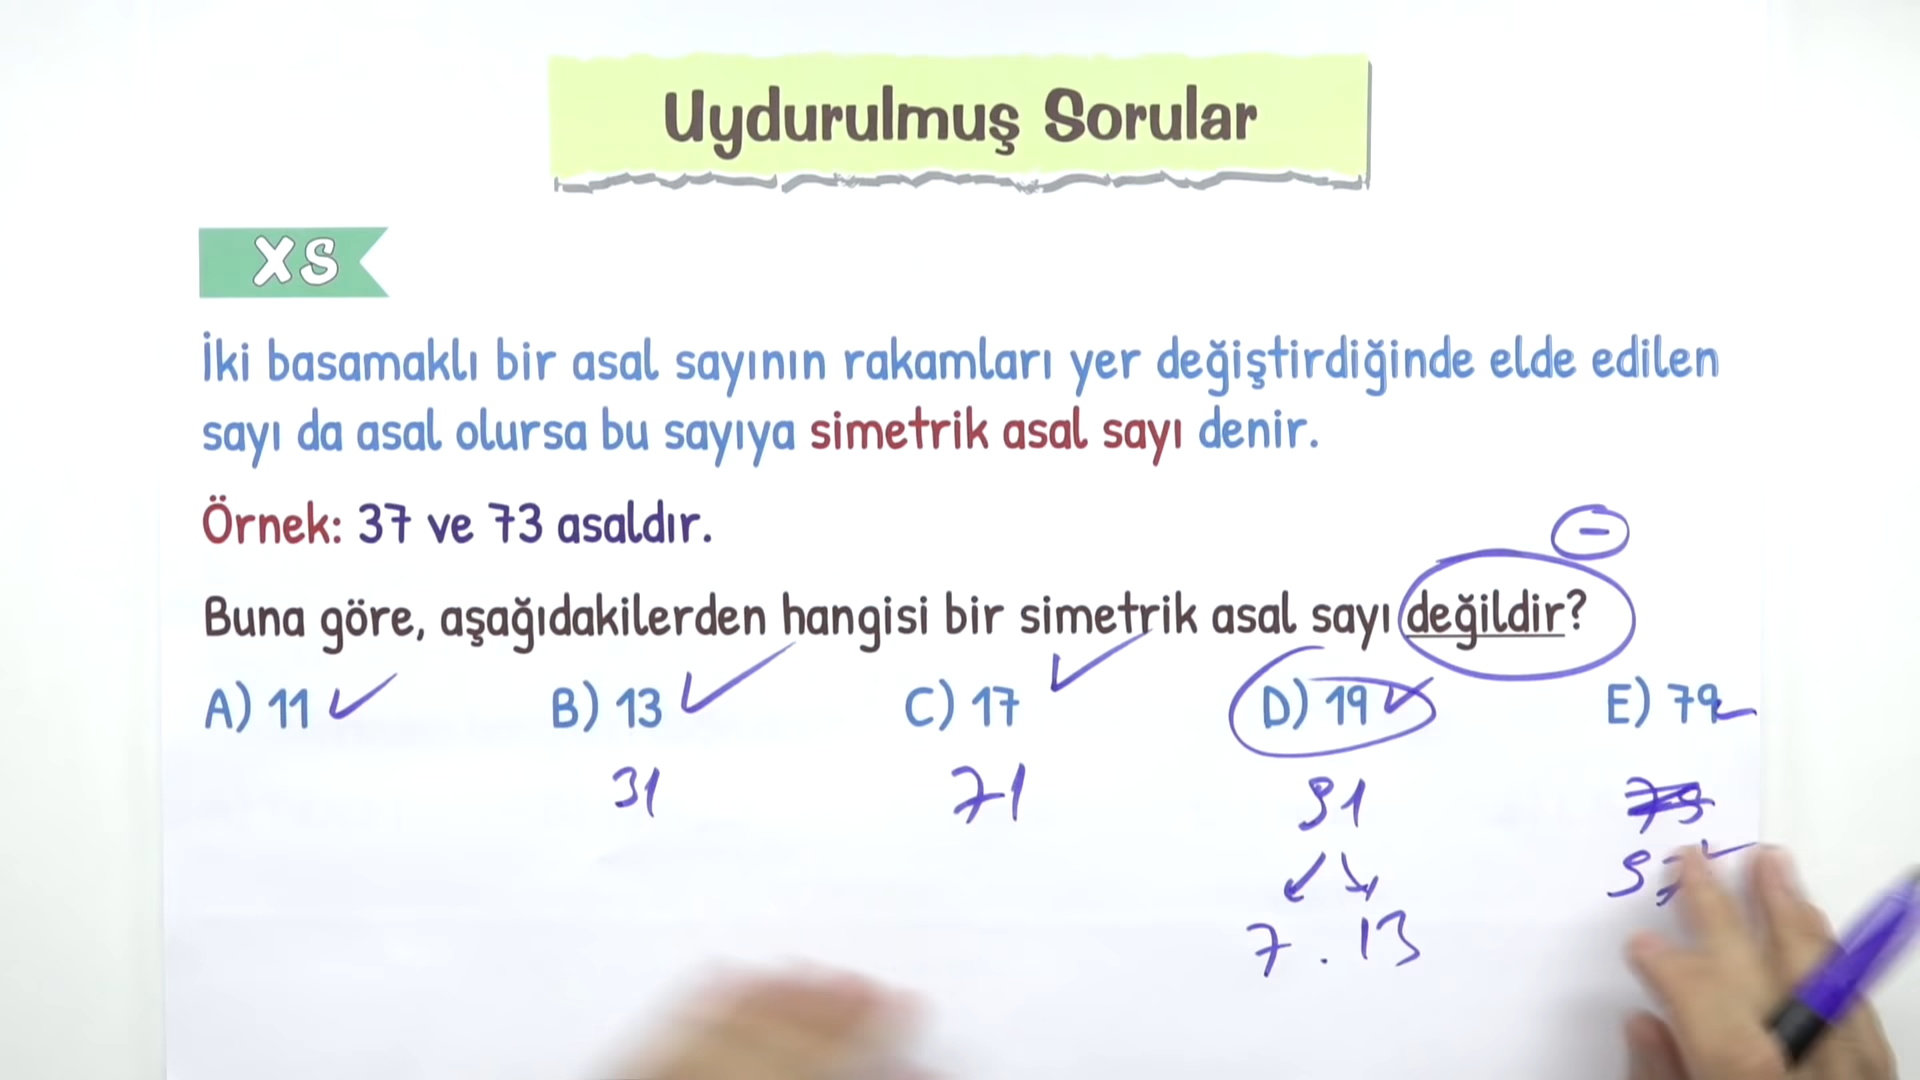 Uydurulmuş Sorular
XS
İki basamaklı bir asal sayının rakamları yer değiştirdiğinde elde edilen
sayı da asal olursa bu sayıya simetrik asal sayı denir.
Örnek: 37 ve 73 asaldır.
Buna göre, aşağıdakilerden hangisi bir simetrik asal sayı değildir?
A) 11 B) 13 C) 17 D) 19 E) 79
31 71 91
7 . 13